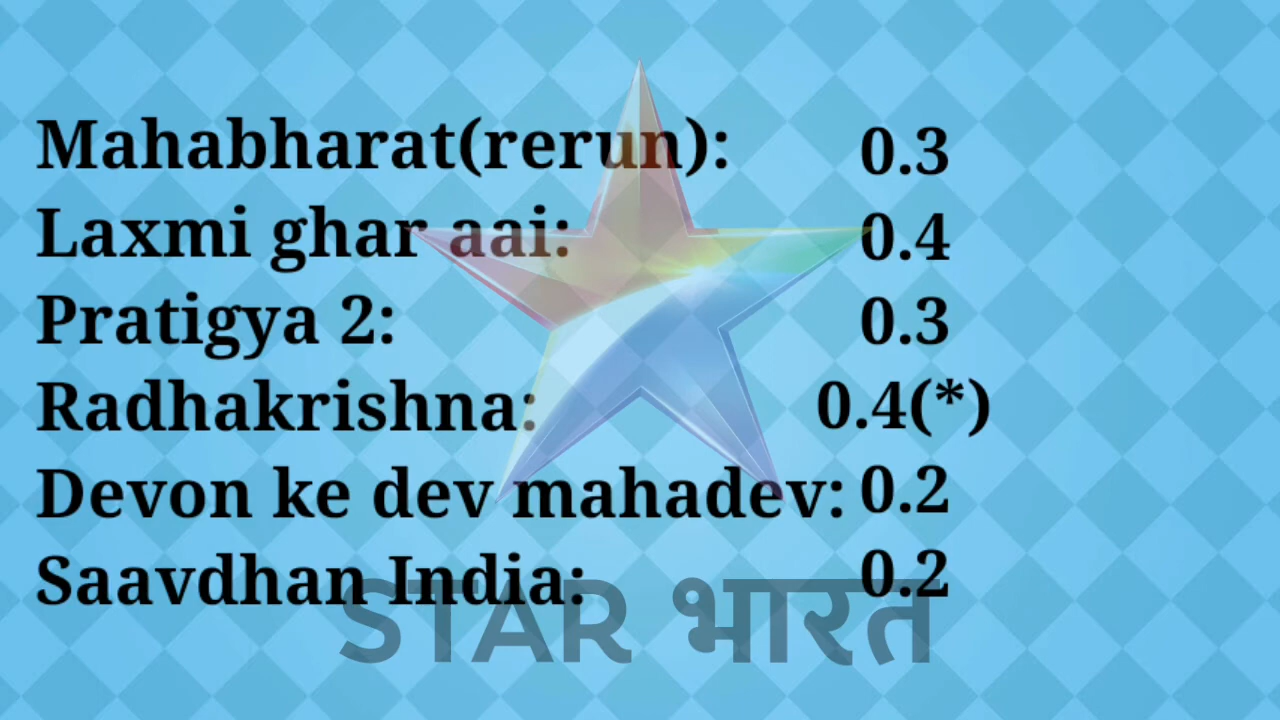 Mahabharat(rerun): 0.3
Laxmi ghar aai: 0.4
Pratigya 2: 0.3
Radhakrishna: 0.4(*)
Devon ke dev mahadev: 0.2
Saavdhan India: 0.2
STAR भारत